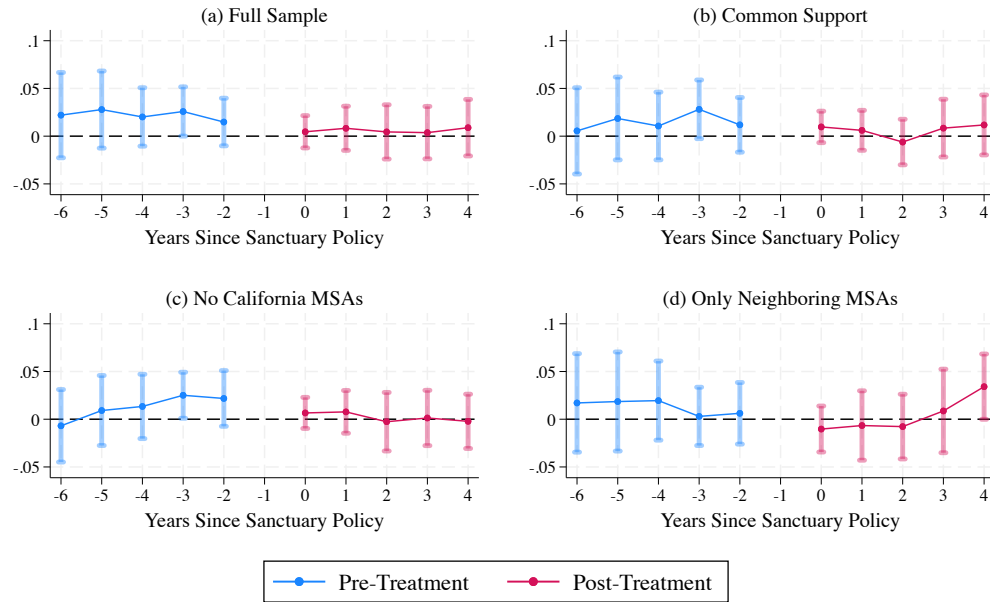 (a) Full Sample
.1
.05
0
-.05
-6 -5 -4 -3 -2 -1 0 1 2 3 4
Years Since Sanctuary Policy
(b) Common Support
.1
.05
0
-.05
-6 -5 -4 -3 -2 -1 0 1 2 3 4
Years Since Sanctuary Policy
(c) No California MSAs
.1
.05
0
-.05
-6 -5 -4 -3 -2 -1 0 1 2 3 4
Years Since Sanctuary Policy
(d) Only Neighboring MSAs
.1
.05
0
-.05
-6 -5 -4 -3 -2 -1 0 1 2 3 4
Years Since Sanctuary Policy
Pre-Treatment Post-Treatment